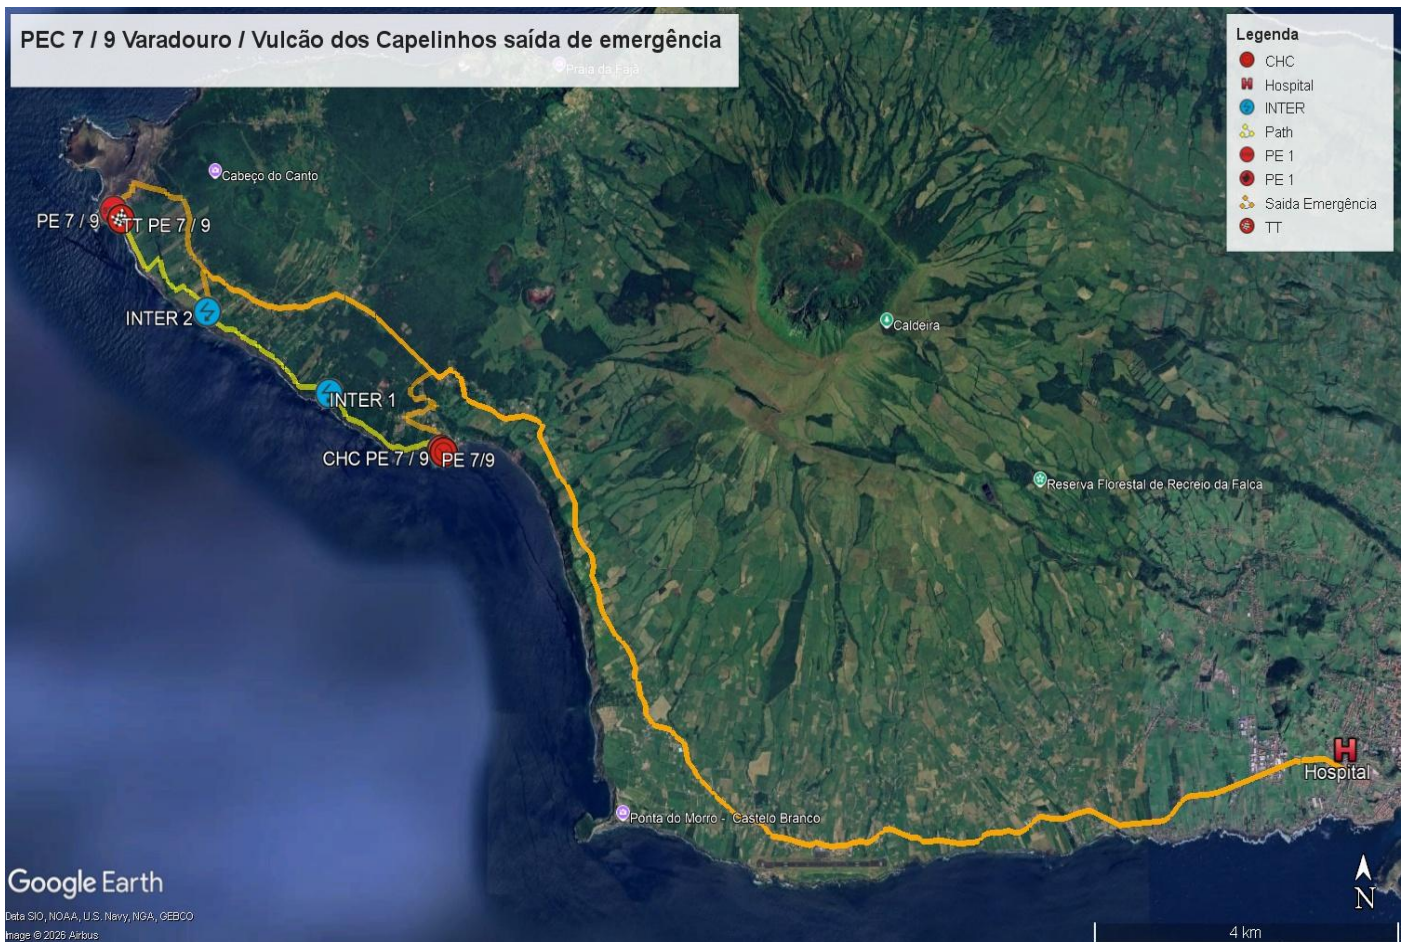 PEC 7 / 9 Varadouro / Vulcão dos Capelinhos saída de emergência
Praia da Fajã
Legenda
CHC
Hospital
INTER
Path
PE 1
PE 1
Saida Emergência
TT
Cabeço do Canto
PE 7 / 9
TT PE 7 / 9
INTER 2
Caldeira
INTER 1
CHC PE 7 / 9
PE 7/9
Reserva Florestal de Recreio da Falca
H
Hospital
Ponta do Morro - Castelo Branco
Google Earth
N
Data SIO, NOAA, U.S. Navy, NGA, GEBCO
Image © 2026 Airbus
4 km